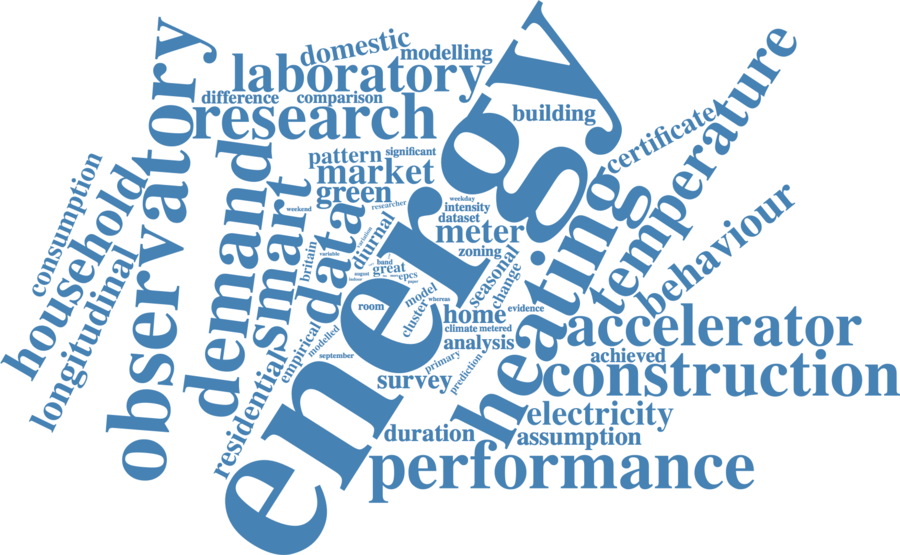 energy
observatory
domestic
modelling
laboratory
difference
comparison
research
building
certificate
temperature
behaviour
pattern
significant
market
green
researcher
weekend
weekday
intensity
dataset
meter
zoning
demand
smart
data
diurnal
variation
variable
britain
consumption
household
longitudinal
band
great
epcs
august
paper
room
model
cluster
whereas
seasonal
change
evidence
home
climate
metered
analysis
heating
accelerator
achieved
construction
empirical
modelled
september
residential
primary
prediction
survey
electricity
assumption
duration
performance